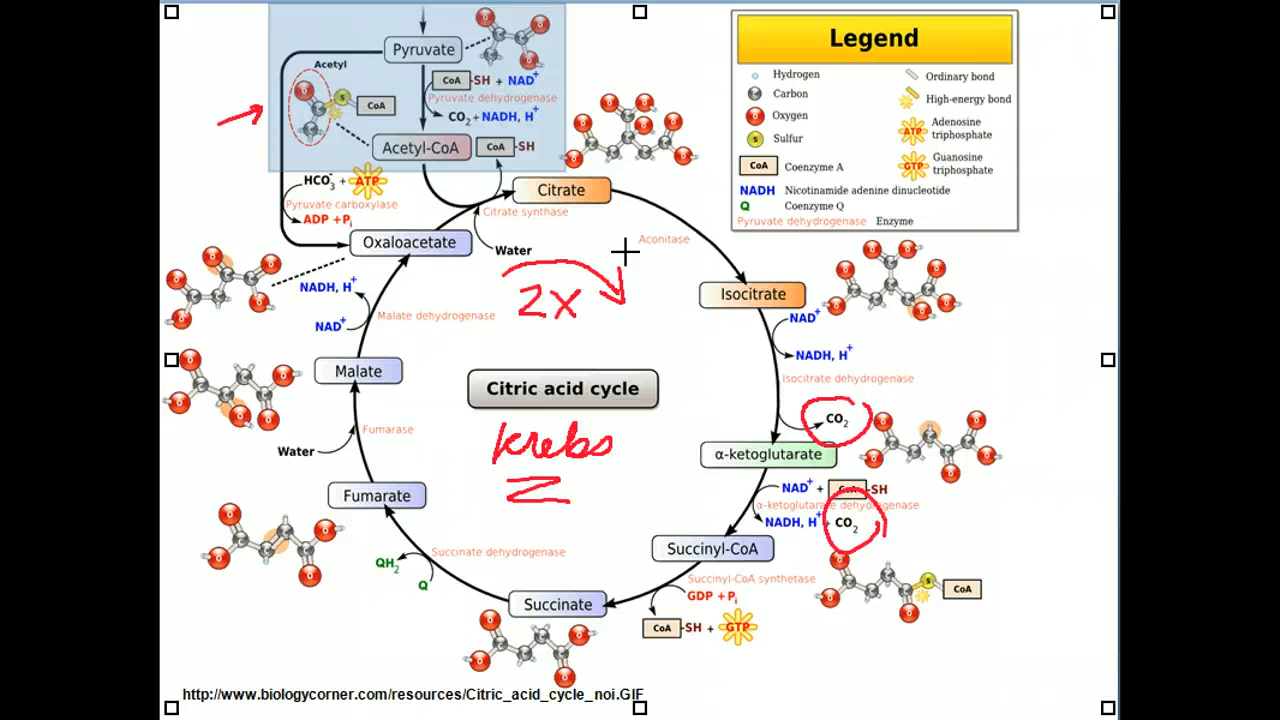 Pyruvate
Acetyl
CoA-SH + NAD+
Pyruvate dehydrogenase
CO2 + NADH, H+
S CoA
Acetyl-CoA
CoA-SH
HCO3- + ATP
Pyruvate carboxylase
ADP + Pi
Citrate
Citrate synthase
Water
Oxaloacetate
Aconitase
Isocitrate
NAD+
NADH, H+
Isocitrate dehydrogenase
CO2
α-ketoglutarate
NAD+ + CoA-SH
α-ketoglutarate dehydrogenase
NADH, H+ + CO2
Succinyl-CoA
S CoA
Succinyl-CoA synthetase
GDP + Pi
CoA-SH + GTP
Succinate
Succinate dehydrogenase
QH2
Q
Fumarate
Fumarase
Water
Malate
Malate dehydrogenase
NADH, H+
NAD+
2X
Citric acid cycle
krebs
Legend
Hydrogen
Carbon
Oxygen
S Sulfur
CoA Coenzyme A
NADH Nicotinamide adenine dinucleotide
Q Coenzyme Q
Pyruvate dehydrogenase Enzyme
Ordinary bond
High-energy bond
ATP Adenosine
triphosphate
GTP Guanosine
triphosphate
http://www.biologycorner.com/resources/Citric_acid_cycle_noi.GIF